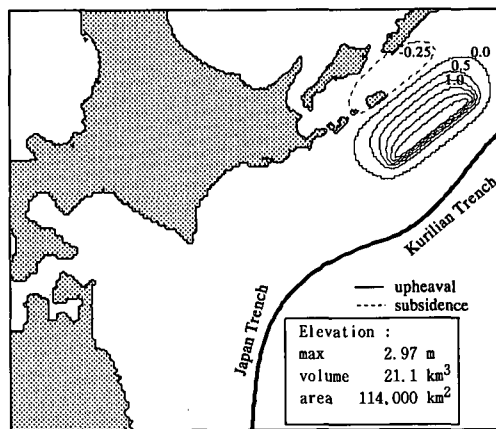 -0.25
0.0
0.5
1.0
Kurilian Trench
Japan Trench
upheaval
subsidence
Elevation :
max 2.97 m
volume 21.1 km³
area 114,000 km²